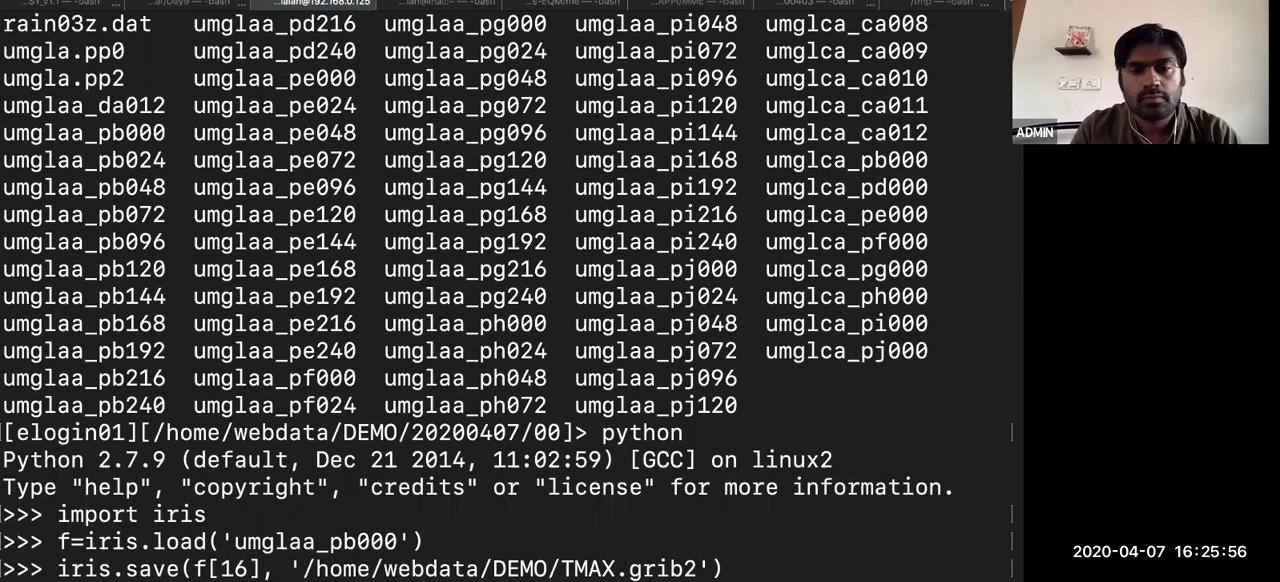 rain03z.dat umglaa_pd216 umglaa_pg000 umglaa_pi048 umglca_ca008
umgla.pp0 umglaa_pd240 umglaa_pg024 umglaa_pi072 umglca_ca009
umgla.pp2 umglaa_pe000 umglaa_pg048 umglaa_pi096 umglca_ca010
umglaa_da012 umglaa_pe024 umglaa_pg072 umglaa_pi120 umglca_ca011
umglaa_pb000 umglaa_pe048 umglaa_pg096 umglaa_pi144 umglca_ca012
umglaa_pb024 umglaa_pe072 umglaa_pg120 umglaa_pi168 umglca_pb000
umglaa_pb048 umglaa_pe096 umglaa_pg144 umglaa_pi192 umglca_pd000
umglaa_pb072 umglaa_pe120 umglaa_pg168 umglaa_pi216 umglca_pe000
umglaa_pb096 umglaa_pe144 umglaa_pg192 umglaa_pi240 umglca_pf000
umglaa_pb120 umglaa_pe168 umglaa_pg216 umglaa_pj000 umglca_pg000
umglaa_pb144 umglaa_pe192 umglaa_pg240 umglaa_pj024 umglca_ph000
umglaa_pb168 umglaa_pe216 umglaa_ph000 umglaa_pj048 umglca_pi000
umglaa_pb192 umglaa_pe240 umglaa_ph024 umglaa_pj072 umglca_pj000
umglaa_pb216 umglaa_pf000 umglaa_ph048 umglaa_pj096
umglaa_pb240 umglaa_pf024 umglaa_ph072 umglaa_pj120
[elogin01][/home/webdata/DEMO/20200407/00]> python
Python 2.7.9 (default, Dec 21 2014, 11:02:59) [GCC] on linux2
Type "help", "copyright", "credits" or "license" for more information.
>>> import iris
>>> f=iris.load('umglaa_pb000')
>>> iris.save(f[16], '/home/webdata/DEMO/TMAX.grib2')
ADMIN
2020-04-07 16:25:56